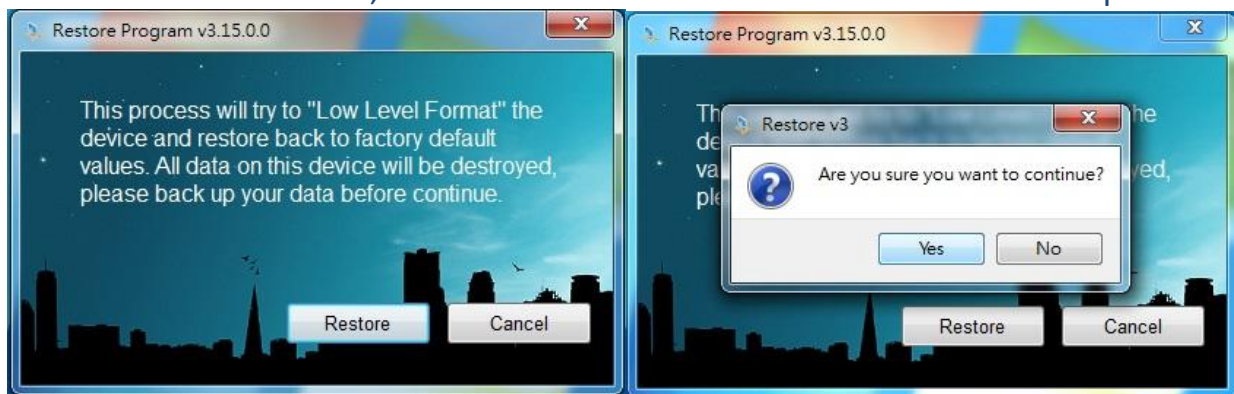 Restore Program v3.15.0.0
This process will try to "Low Level Format" the
device and restore back to factory default
values. All data on this device will be destroyed,
please back up your data before continue.
Restore
Cancel
Restore Program v3.15.0.0
Restore v3
Are you sure you want to continue?
Yes
No
Restore
Cancel